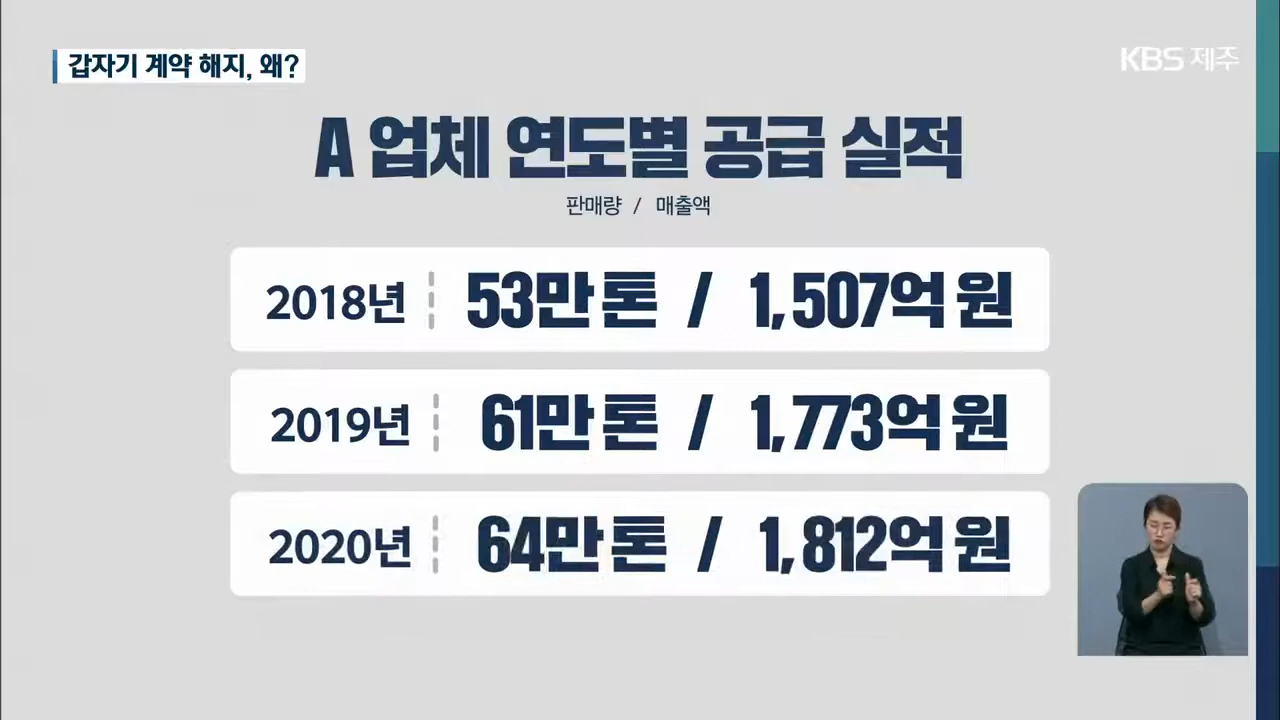 갑자기 계약 해지, 왜?
KBS 제주
A 업체 연도별 공급 실적
판매량 / 매출액
2018년 53만 톤 / 1,507억 원
2019년 61만 톤 / 1,773억 원
2020년 64만 톤 / 1,812억 원